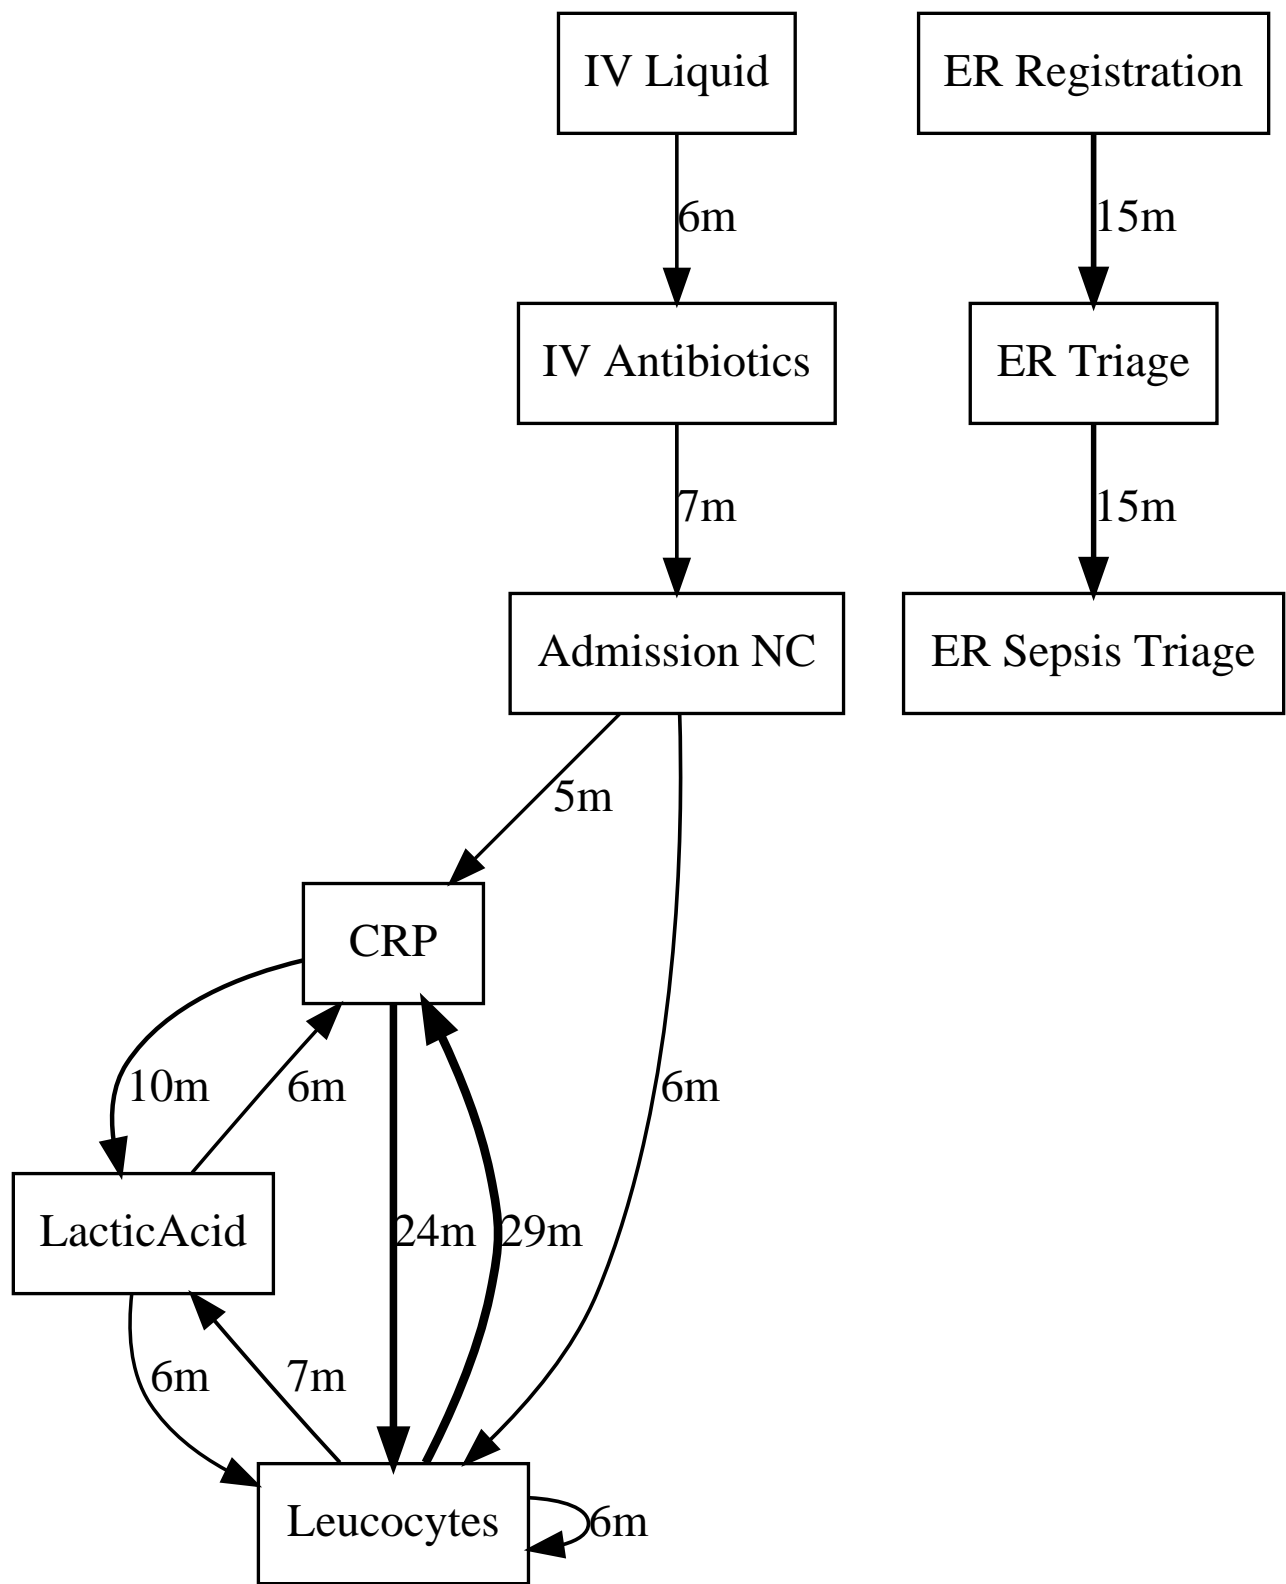 IV Liquid
ER Registration
6m
15m
IV Antibiotics
ER Triage
7m
15m
Admission NC
ER Sepsis Triage
5m
CRP
10m
6m
6m
LacticAcid
24m
29m
6m
7m
Leucocytes
6m